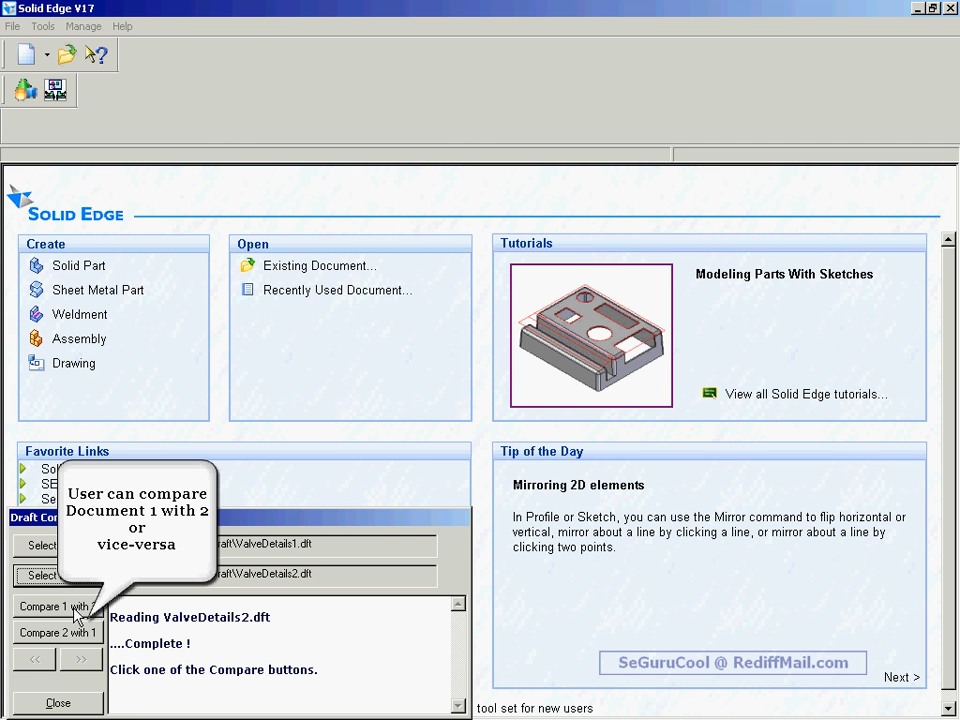 Solid Edge V17
File Tools Manage Help
SOLID EDGE
Create
Solid Part
Sheet Metal Part
Weldment
Assembly
Drawing
Open
Existing Document...
Recently Used Document...
Tutorials
Modeling Parts With Sketches
View all Solid Edge tutorials...
Favorite Links
Sol
SE
Se
User can compare
Document 1 with 2
or
vice-versa
Tip of the Day
Mirroring 2D elements
In Profile or Sketch, you can use the Mirror command to flip horizontal or
vertical, mirror about a line by clicking a line, or mirror about a line by
clicking two points.
Draft Com
Select
raft\ValveDetails1.dft
Select
raft\ValveDetails2.dft
Compare 1 with 2
Compare 2 with 1
<< >>
Close
Reading ValveDetails2.dft
....Complete !
Click one of the Compare buttons.
SeGuruCool @ RediffMail.com
Next >
tool set for new users